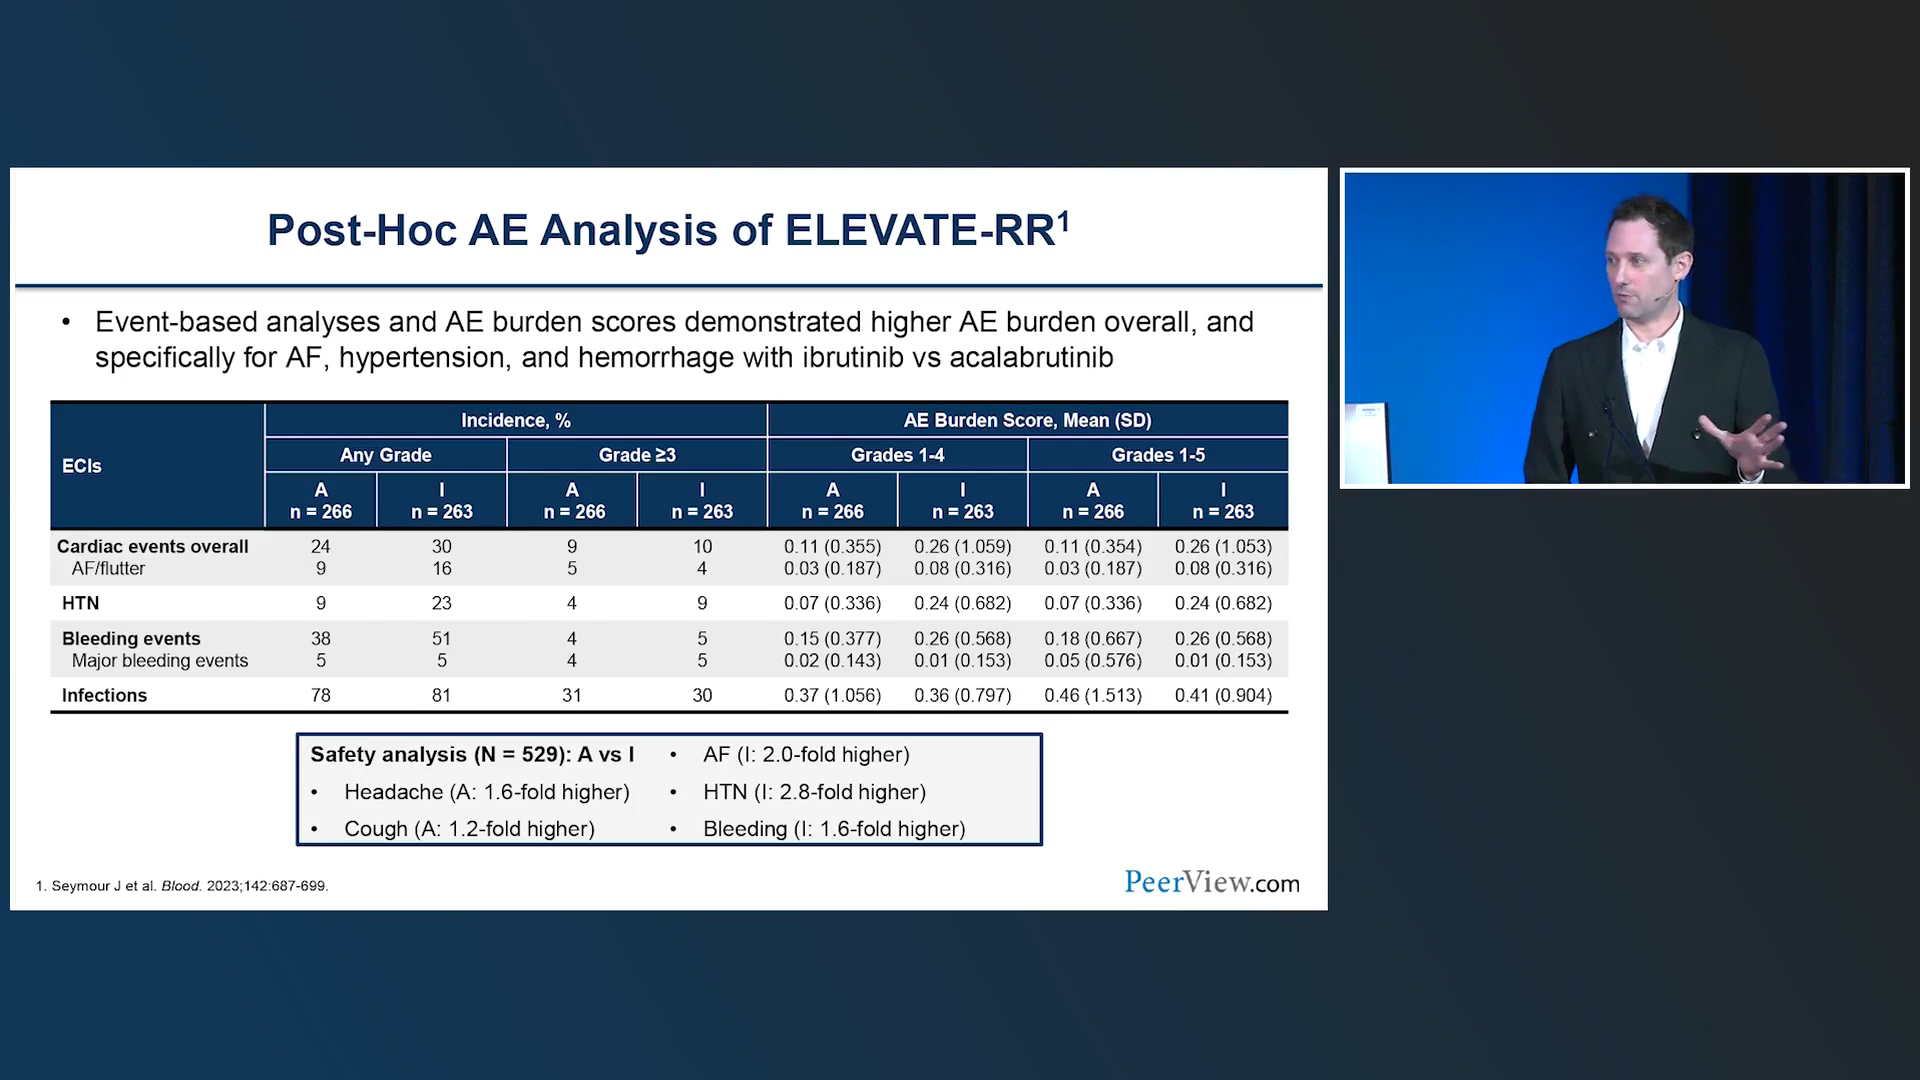 Post-Hoc AE Analysis of ELEVATE-RR1
• Event-based analyses and AE burden scores demonstrated higher AE burden overall, and
specifically for AF, hypertension, and hemorrhage with ibrutinib vs acalabrutinib
ECIs
Incidence, %
AE Burden Score, Mean (SD)
Any Grade
Grade ≥3
Grades 1-4
Grades 1-5
A
n = 266
I
n = 263
A
n = 266
I
n = 263
A
n = 266
I
n = 263
A
n = 266
I
n = 263
Cardiac events overall 24 30 9 10 0.11 (0.355) 0.26 (1.059) 0.11 (0.354) 0.26 (1.053)
AF/flutter 9 16 5 4 0.03 (0.187) 0.08 (0.316) 0.03 (0.187) 0.08 (0.316)
HTN 9 23 4 9 0.07 (0.336) 0.24 (0.682) 0.07 (0.336) 0.24 (0.682)
Bleeding events 38 51 4 5 0.15 (0.377) 0.26 (0.568) 0.18 (0.667) 0.26 (0.568)
Major bleeding events 5 5 4 5 0.02 (0.143) 0.01 (0.153) 0.05 (0.576) 0.01 (0.153)
Infections 78 81 31 30 0.37 (1.056) 0.36 (0.797) 0.46 (1.513) 0.41 (0.904)
Safety analysis (N = 529): A vs I
• Headache (A: 1.6-fold higher)
• Cough (A: 1.2-fold higher)
• AF (I: 2.0-fold higher)
• HTN (I: 2.8-fold higher)
• Bleeding (I: 1.6-fold higher)
1. Seymour J et al. Blood. 2023;142:687-699.
PeerView.com